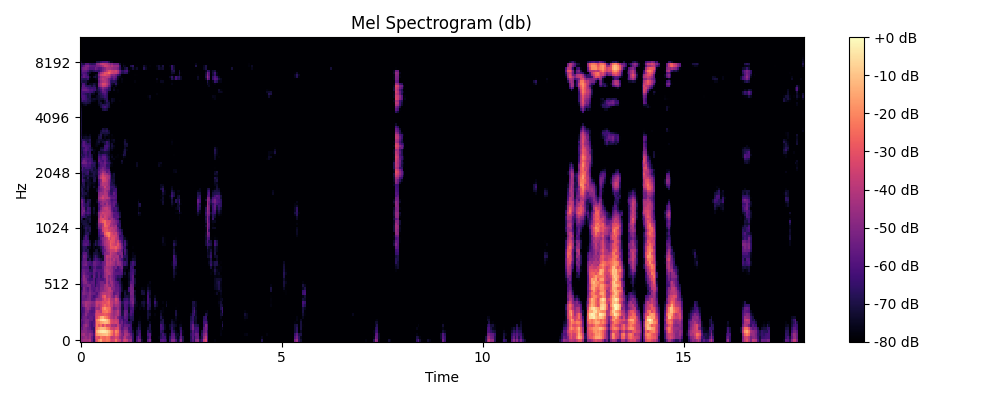 Mel Spectrogram (db)
8192
4096
2048
1024
512
0
Hz
0 5 10 15
Time
+0 dB
-10 dB
-20 dB
-30 dB
-40 dB
-50 dB
-60 dB
-70 dB
-80 dB